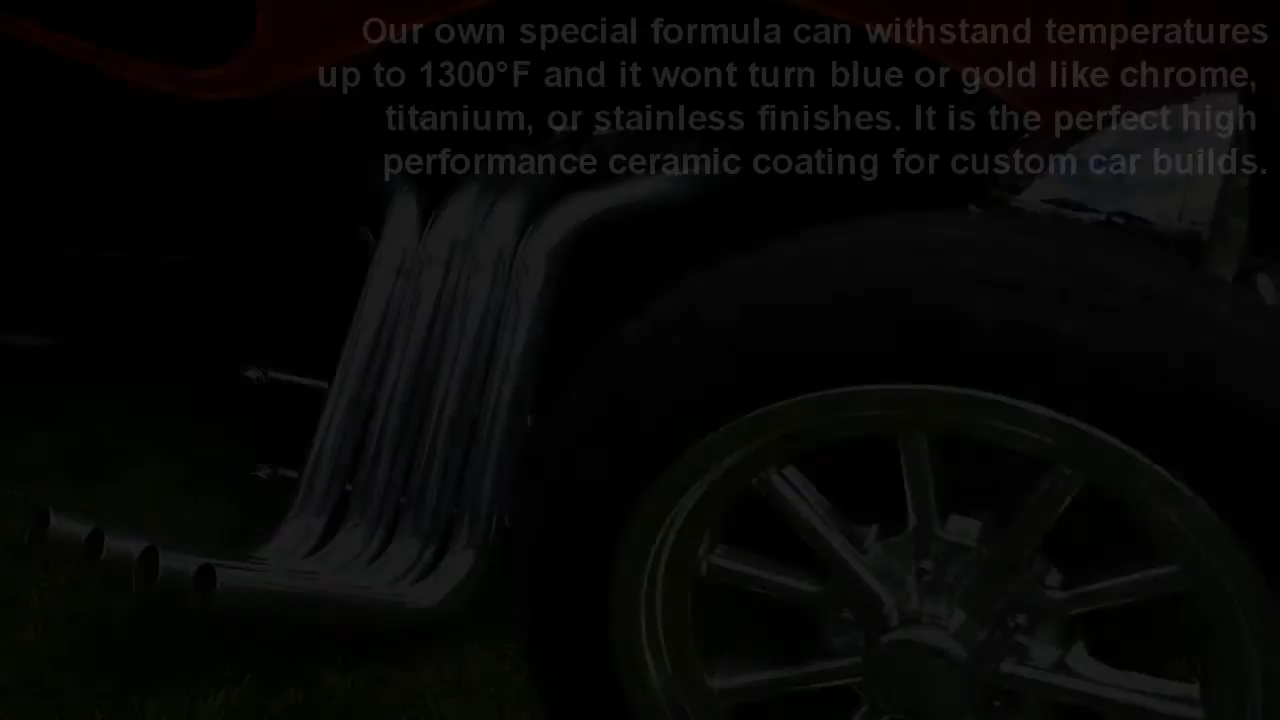 Our own special formula can withstand temperatures
up to 1300°F and it wont turn blue or gold like chrome,
titanium, or stainless finishes. It is the perfect high
performance ceramic coating for custom car builds.